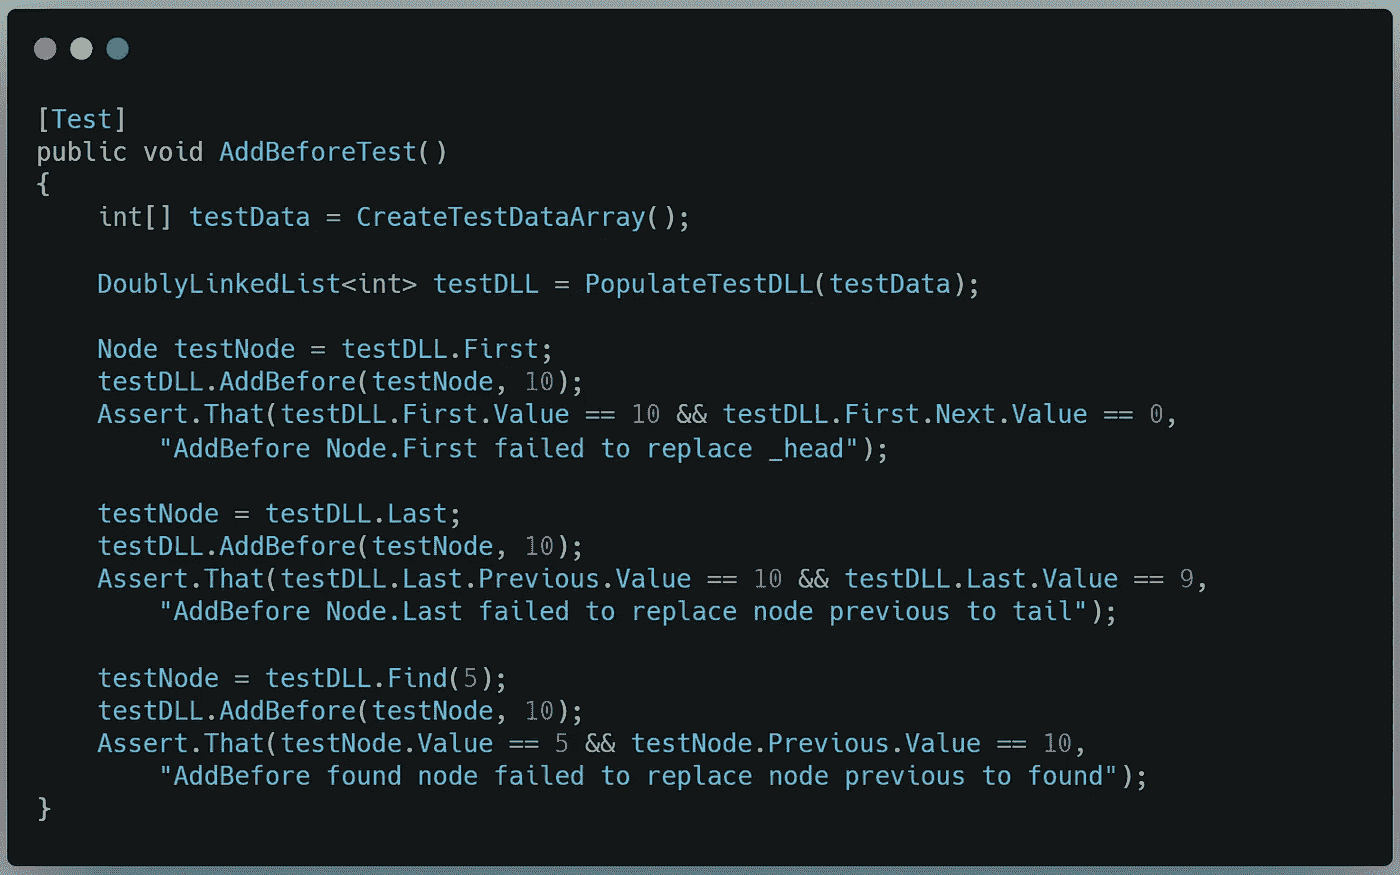 [Test]
public void AddBeforeTest()
{
    int[] testData = CreateTestDataArray();

    DoublyLinkedList<int> testDLL = PopulateTestDLL(testData);

    Node testNode = testDLL.First;
    testDLL.AddBefore(testNode, 10);
    Assert.That(testDLL.First.Value == 10 && testDLL.First.Next.Value == 0,
        "AddBefore Node.First failed to replace _head");

    testNode = testDLL.Last;
    testDLL.AddBefore(testNode, 10);
    Assert.That(testDLL.Last.Previous.Value == 10 && testDLL.Last.Value == 9,
        "AddBefore Node.Last failed to replace node previous to tail");

    testNode = testDLL.Find(5);
    testDLL.AddBefore(testNode, 10);
    Assert.That(testNode.Value == 5 && testNode.Previous.Value == 10,
        "AddBefore found node failed to replace node previous to found");
}